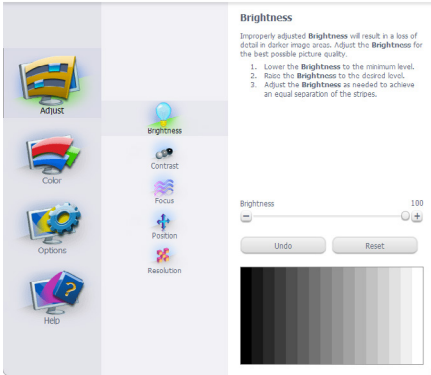 Adjust
Color
Options
Help
Brightness
Contrast
Focus
Position
Resolution
Brightness
Improperly adjusted Brightness will result in a loss of
detail in darker image areas. Adjust the Brightness for
the best possible picture quality.
1. Lower the Brightness to the minimum level.
2. Raise the Brightness to the desired level.
3. Adjust the Brightness as needed to achieve
an equal separation of the stripes.
Brightness 100
Undo Reset